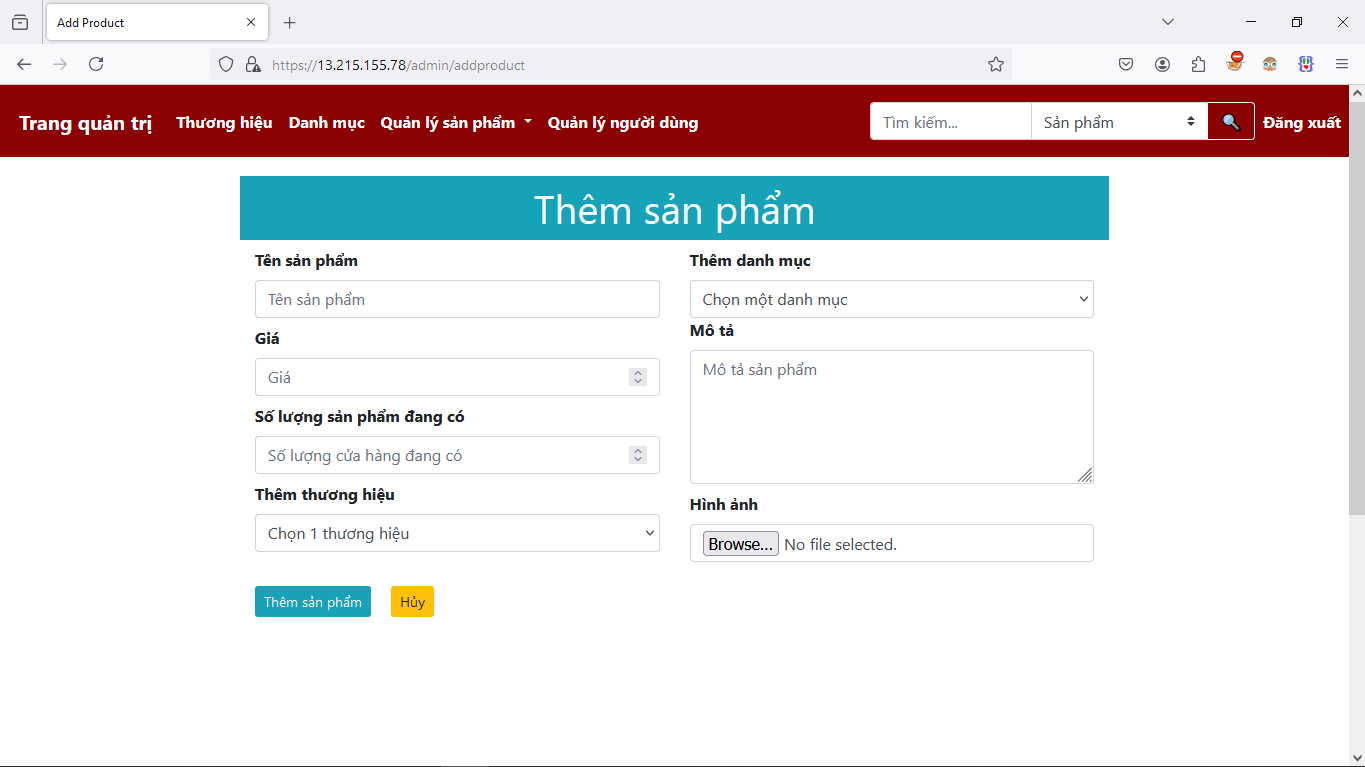 Add Product
https://13.215.155.78/admin/addproduct
Trang quản trị Thương hiệu Danh mục Quản lý sản phẩm Quản lý người dùng Tìm kiếm... Sản phẩm Đăng xuất
Thêm sản phẩm
Tên sản phẩm
Tên sản phẩm
Giá
Giá
Số lượng sản phẩm đang có
Số lượng cửa hàng đang có
Thêm thương hiệu
Chọn 1 thương hiệu
Thêm danh mục
Chọn một danh mục
Mô tả
Mô tả sản phẩm
Hình ảnh
Browse... No file selected.
Thêm sản phẩm Hủy